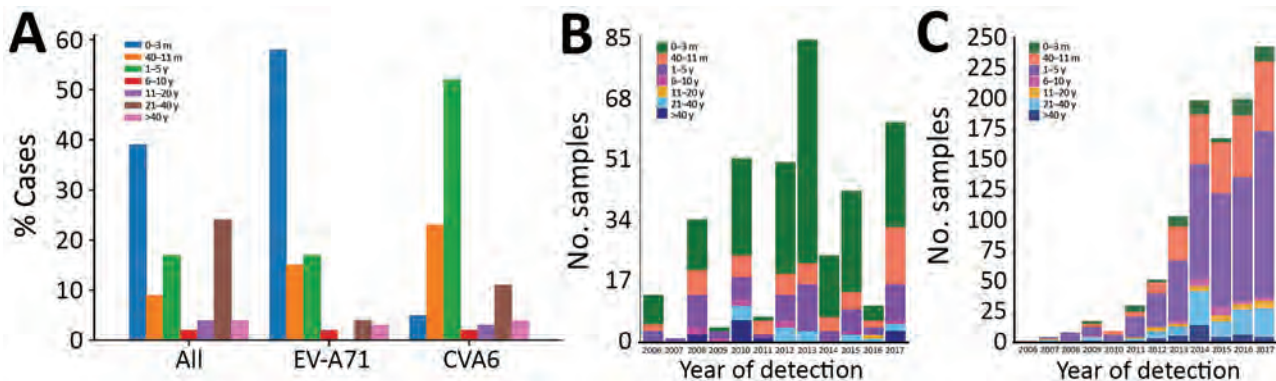 A
60
50
40
30
20
10
0
% Cases
0–3 m
40–11 m
1–5 y
6–10 y
11–20 y
21–40 y
>40 y
All EV-A71 CVA6
B
85
68
51
34
17
0
No. samples
0–3 m
40–11 m
1–5 y
6–10 y
11–20 y
21–40 y
>40 y
2006 2007 2008 2009 2010 2011 2012 2013 2014 2015 2016 2017
Year of detection
C
250
225
200
175
150
125
100
75
50
25
0
No. samples
0–3 m
40–11 m
1–5 y
6–10 y
11–20 y
21–40 y
>40 y
2006 2007 2008 2009 2010 2011 2012 2013 2014 2015 2016 2017
Year of detection